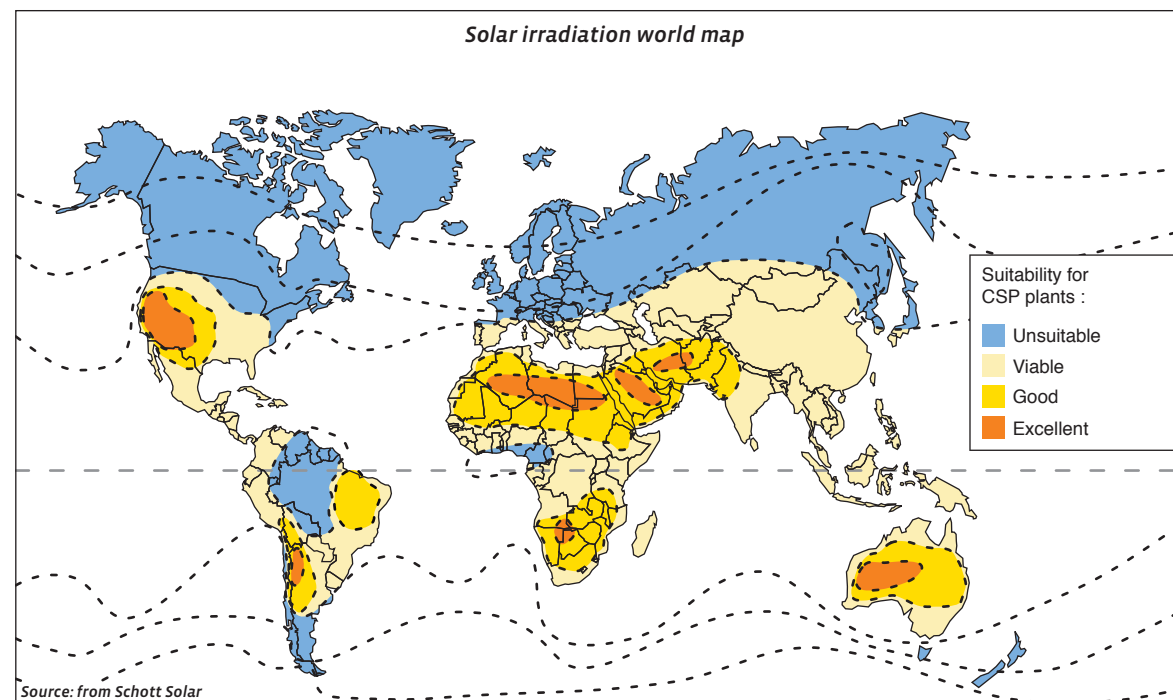 Solar irradiation world map
Suitability for
CSP plants :
Unsuitable
Viable
Good
Excellent
Source: from Schott Solar